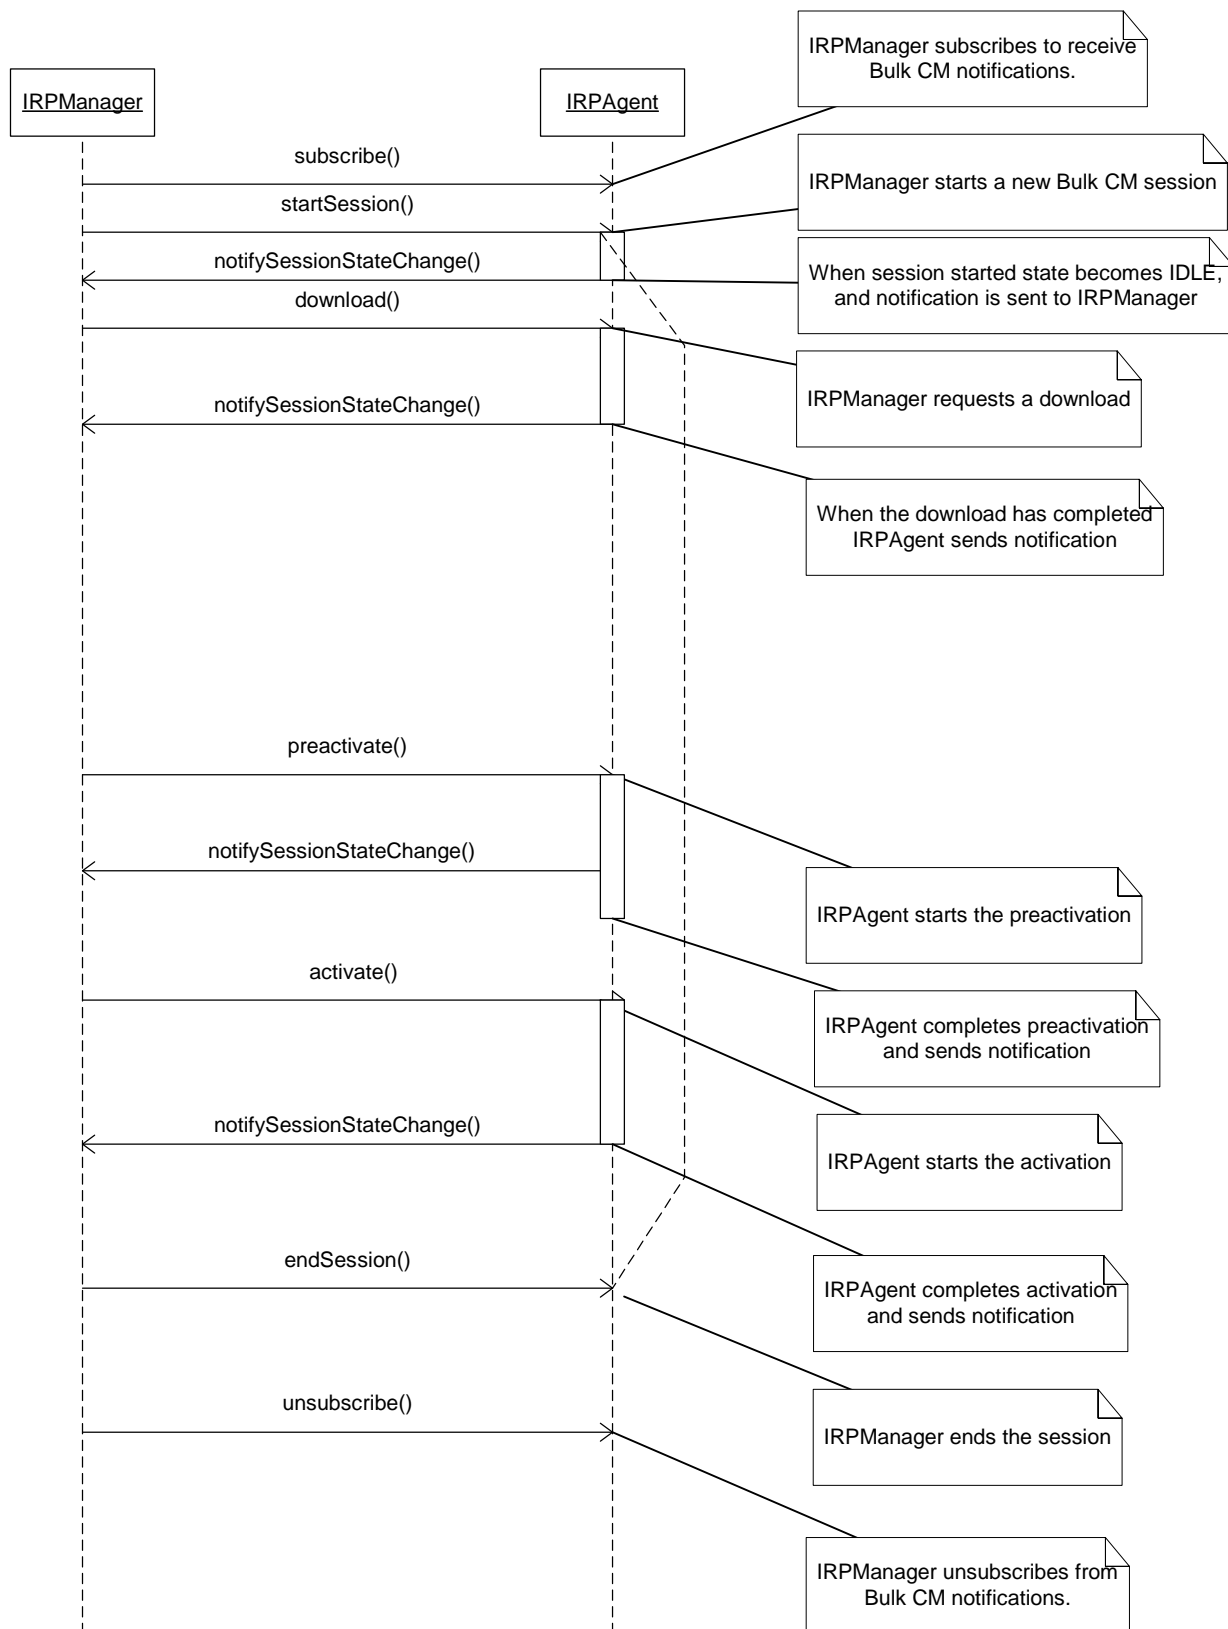 IRPManager
IRPAgent
IRPManager subscribes to receive
Bulk CM notifications.
subscribe()
IRPManager starts a new Bulk CM session
startSession()
notifySessionStateChange()
When session started state becomes IDLE,
and notification is sent to IRPManager
download()
IRPManager requests a download
notifySessionStateChange()
When the download has completed
IRPAgent sends notification
preactivate()
notifySessionStateChange()
IRPAgent starts the preactivation
activate()
IRPAgent completes preactivation
and sends notification
notifySessionStateChange()
IRPAgent starts the activation
endSession()
IRPAgent completes activation
and sends notification
unsubscribe()
IRPManager ends the session
IRPManager unsubscribes from
Bulk CM notifications.